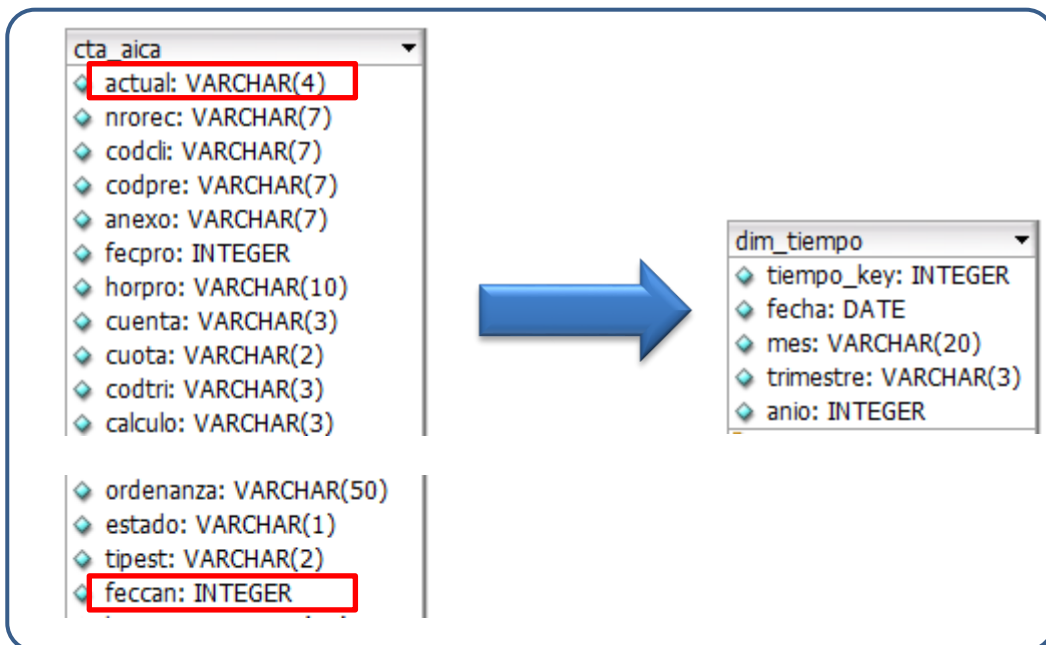 cta_aica
actual: VARCHAR(4)
nrorec: VARCHAR(7)
codcli: VARCHAR(7)
codpre: VARCHAR(7)
anexo: VARCHAR(7)
fecpro: INTEGER
horpro: VARCHAR(10)
cuenta: VARCHAR(3)
cuota: VARCHAR(2)
codtri: VARCHAR(3)
calculo: VARCHAR(3)
ordenanza: VARCHAR(50)
estado: VARCHAR(1)
tipest: VARCHAR(2)
feccan: INTEGER
dim_tiempo
tiempo_key: INTEGER
fecha: DATE
mes: VARCHAR(20)
trimestre: VARCHAR(3)
anio: INTEGER